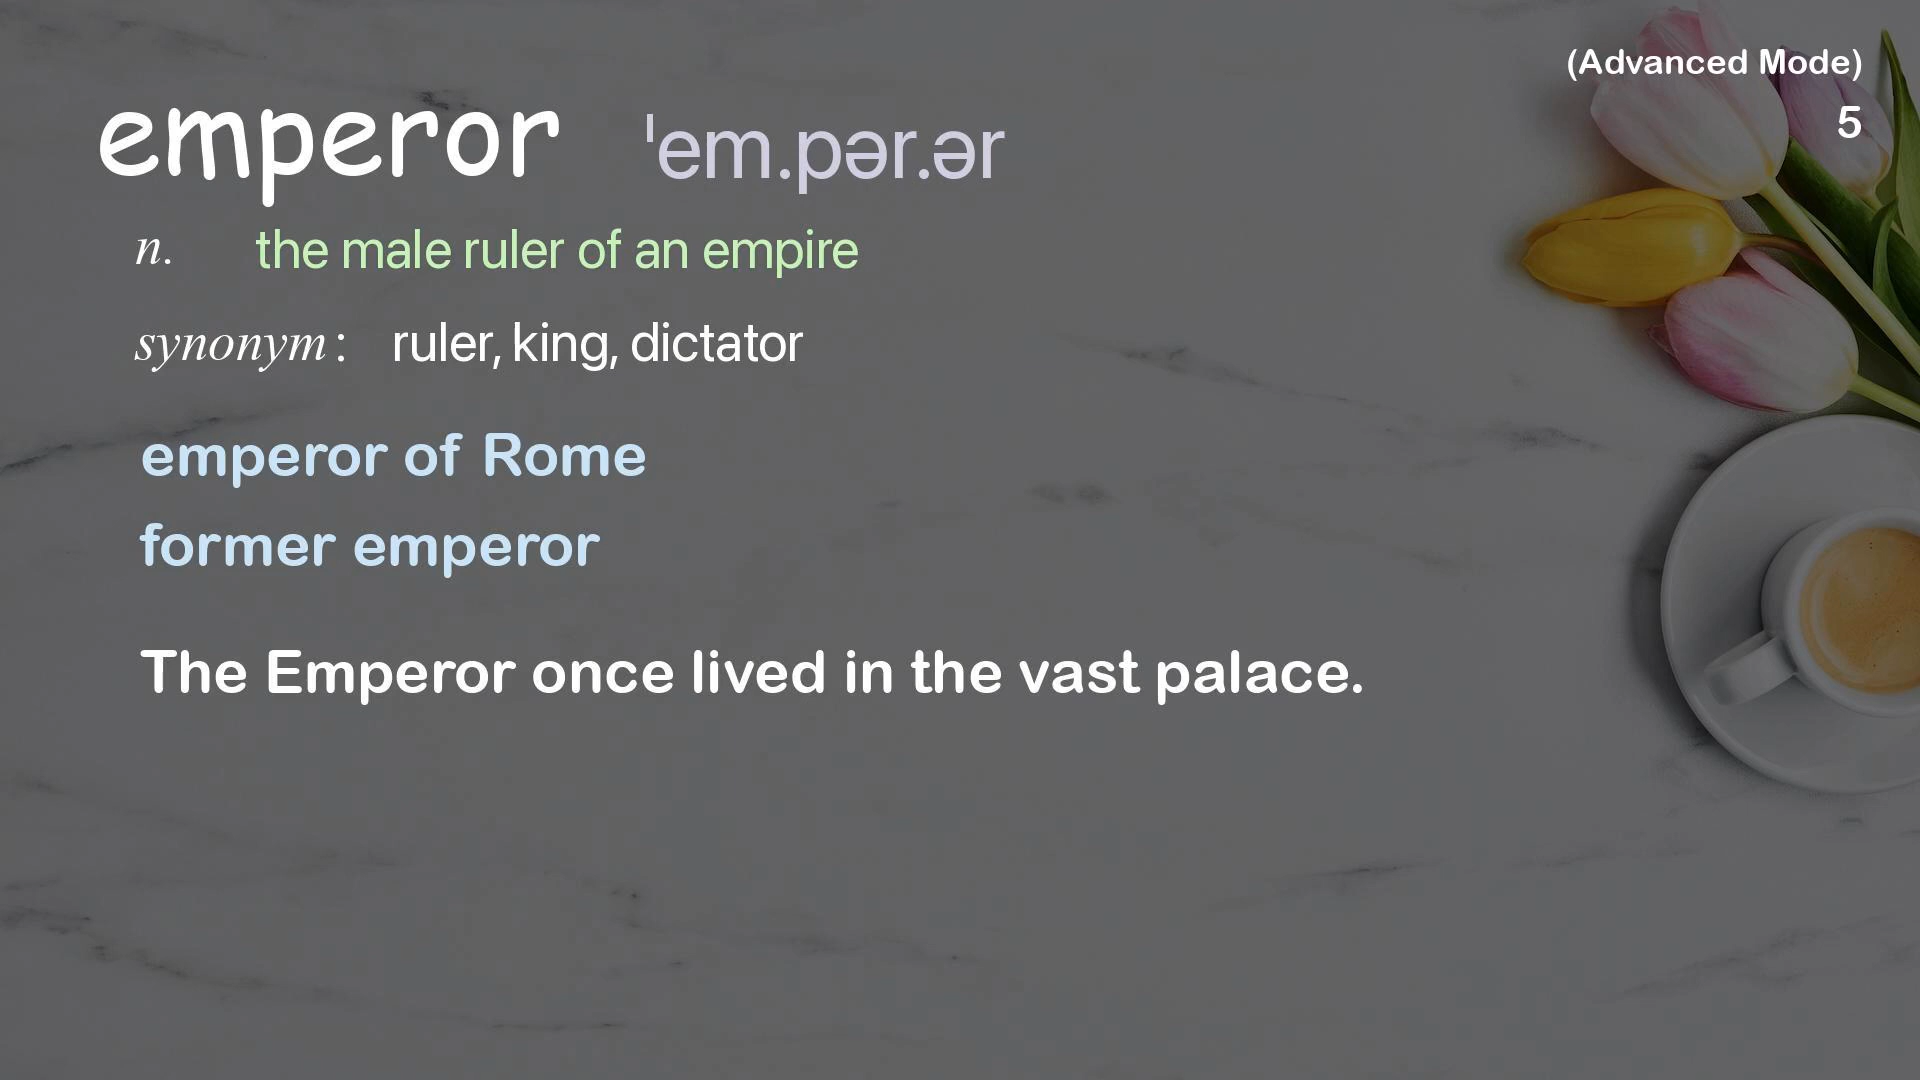 (Advanced Mode)
5
emperor ˈem.pər.ər
n. the male ruler of an empire
synonym: ruler, king, dictator
emperor of Rome
former emperor
The Emperor once lived in the vast palace.